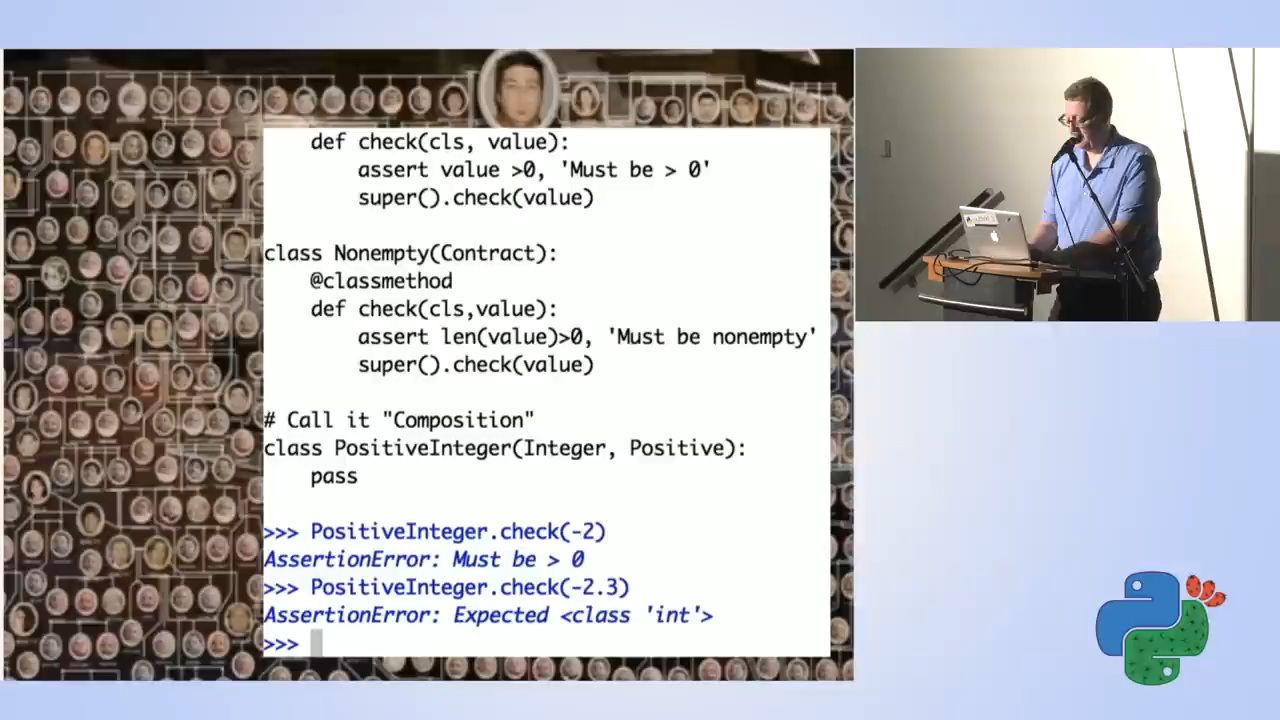 def check(cls, value):
        assert value >0, 'Must be > 0'
        super().check(value)

class Nonempty(Contract):
    @classmethod
    def check(cls,value):
        assert len(value)>0, 'Must be nonempty'
        super().check(value)

# Call it "Composition"
class PositiveInteger(Integer, Positive):
    pass

>>> PositiveInteger.check(-2)
AssertionError: Must be > 0
>>> PositiveInteger.check(-2.3)
AssertionError: Expected <class 'int'>
>>>